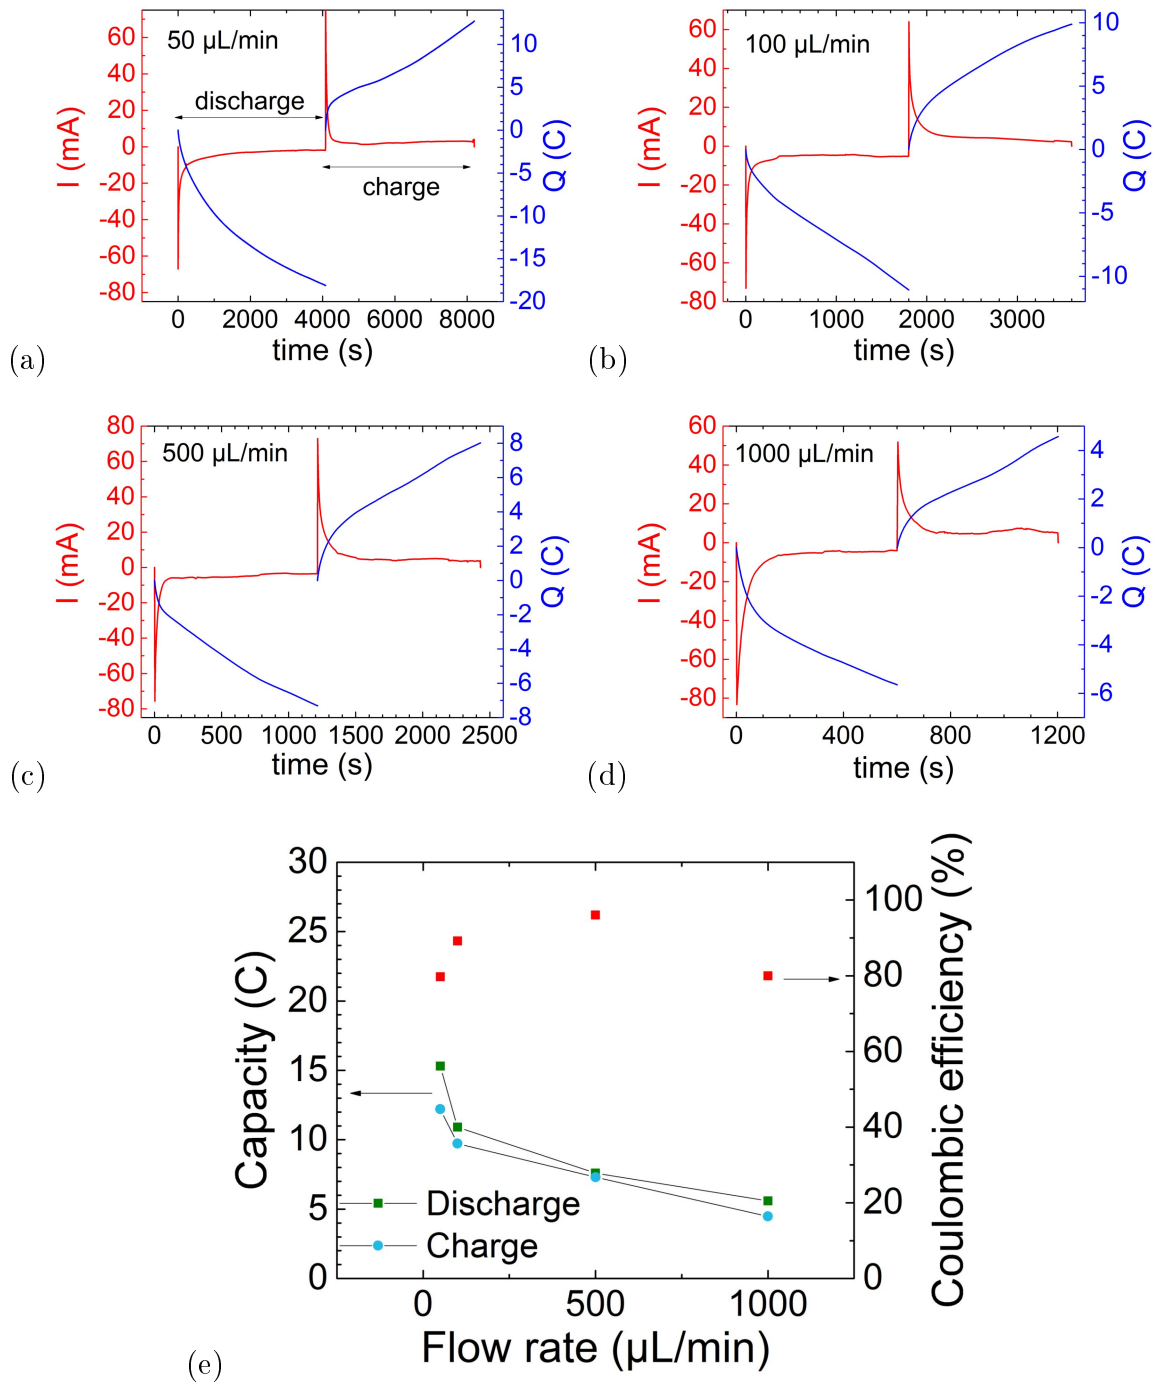 50 µL/min
discharge
charge
I (mA)
60
40
20
0
-20
-40
-60
-80
Q (C)
10
5
0
-5
-10
-15
-20
0 2000 4000 6000 8000
time (s)
(a)
100 µL/min
I (mA)
60
40
20
0
-20
-40
-60
-80
Q (C)
10
5
0
-5
-10
0 1000 2000 3000
time (s)
(b)
500 µL/min
I (mA)
80
60
40
20
0
-20
-40
-60
-80
Q (C)
8
6
4
2
0
-2
-4
-6
-8
0 500 1000 1500 2000 2500
time (s)
(c)
1000 µL/min
I (mA)
60
40
20
0
-20
-40
-60
-80
Q (C)
4
2
0
-2
-4
-6
0 400 800 1200
time (s)
(d)
Capacity (C)
30
25
20
15
10
5
0
Coulombic efficiency (%)
100
80
60
40
20
0
Discharge
Charge
0 500 1000
Flow rate (µL/min)
(e)